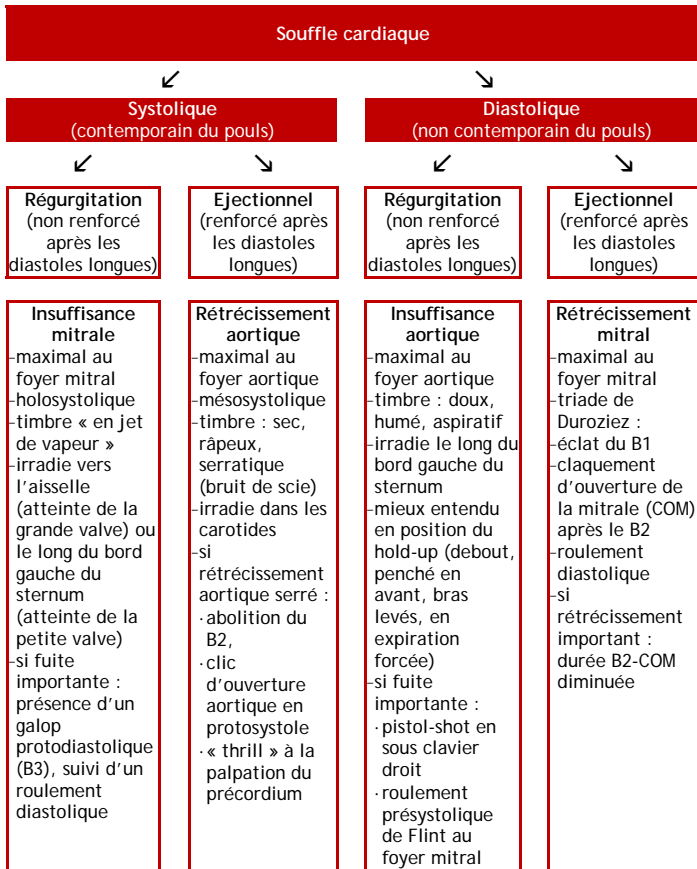 Souffle cardiaque
↙ ↘
Systolique
(contemporain du pouls)
Diastolique
(non contemporain du pouls)
↙ ↘ ↙ ↘
Régurgitation
(non renforcé
après les
diastoles longues)
Ejectionnel
(renforcé après
les diastoles
longues)
Régurgitation
(non renforcé
après les
diastoles longues)
Ejectionnel
(renforcé après
les diastoles
longues)
Insuffisance
mitrale
-maximal au
foyer mitral
-holosystolique
-timbre « en jet
de vapeur »
-irradie vers
l'aisselle
(atteinte de la
grande valve) ou
le long du bord
gauche du
sternum
(atteinte de la
petite valve)
-si fuite
importante :
présence d'un
galop
protodiastolique
(B3), suivi d'un
roulement
diastolique
Rétrécissement
aortique
-maximal au
foyer aortique
-mésosystolique
-timbre : sec,
râpeux,
serratique
(bruit de scie)
-irradie dans les
carotides
-si
rétrécissement
aortique serré :
·abolition du
B2,
·clic
d'ouverture
aortique en
protosystole
·« thrill » à la
palpation du
précordium
Insuffisance
aortique
-maximal au
foyer aortique
-timbre : doux,
humé, aspiratif
-irradie le long du
bord gauche du
sternum
-mieux entendu
en position du
hold-up (debout,
penché en
avant, bras
levés, en
expiration
forcée)
-si fuite
importante :
·pistol-shot en
sous clavier
droit
·roulement
présystolique
de Flint au
foyer mitral
Rétrécissement
mitral
-maximal au
foyer mitral
-triade de
Duroziez :
-éclat du B1
-claquement
d'ouverture de
la mitrale (COM)
après le B2
-roulement
diastolique
-si
rétrécissement
important :
durée B2-COM
diminuée